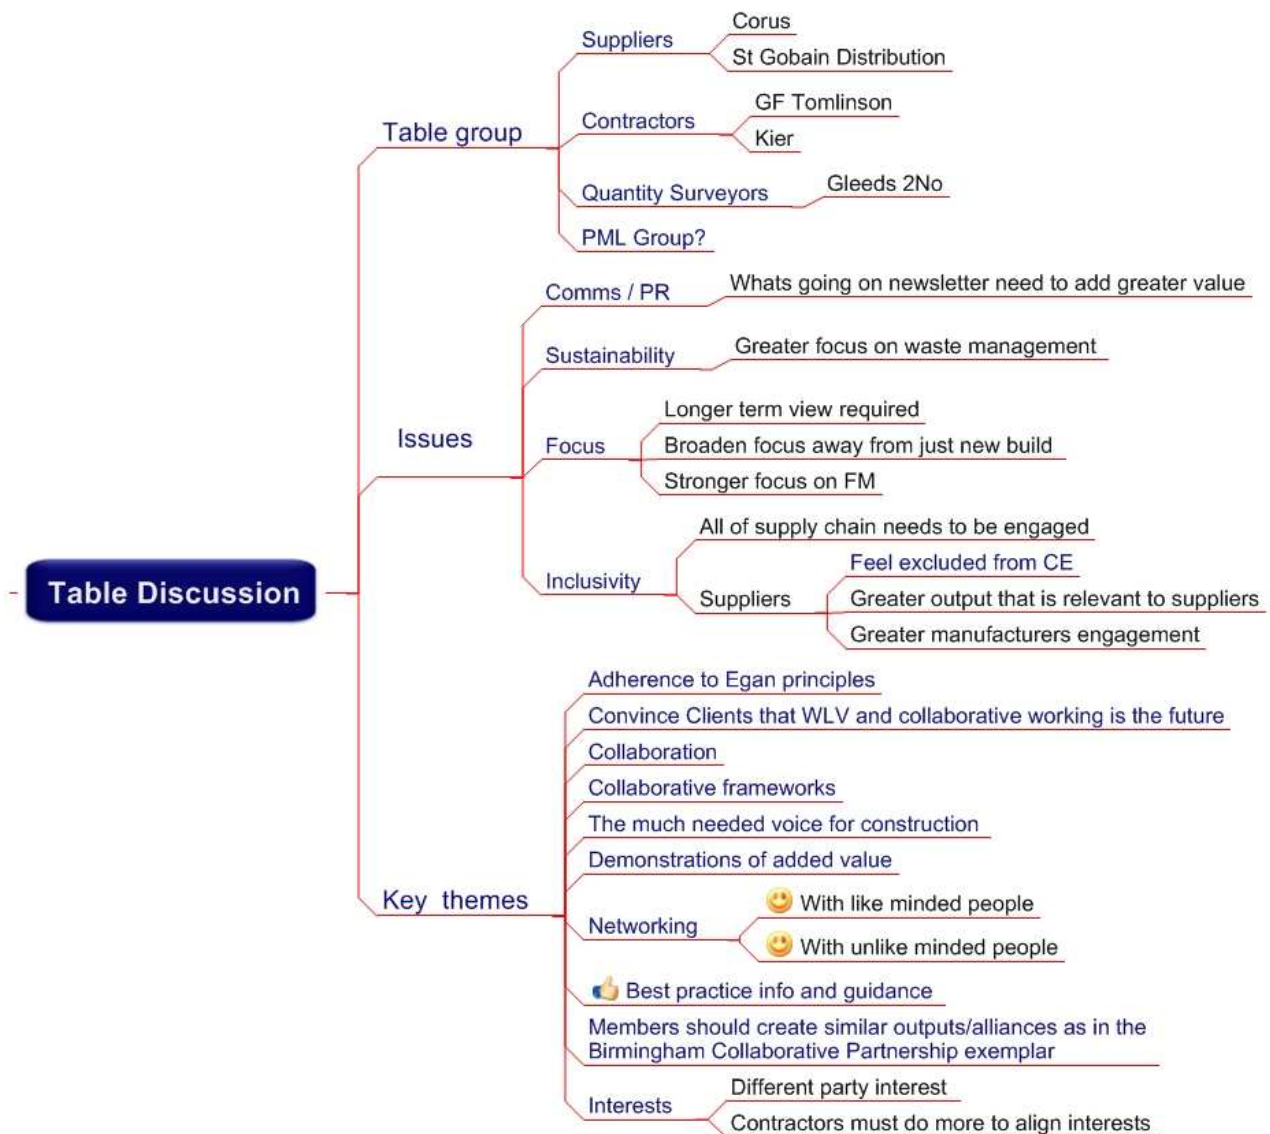 Table Discussion
Table group
Suppliers
Corus
St Gobain Distribution
Contractors
GF Tomlinson
Kier
Quantity Surveyors
Gleeds 2No
PML Group?
Issues
Comms / PR
Whats going on newsletter need to add greater value
Sustainability
Greater focus on waste management
Focus
Longer term view required
Broaden focus away from just new build
Stronger focus on FM
Inclusivity
All of supply chain needs to be engaged
Suppliers
Feel excluded from CE
Greater output that is relevant to suppliers
Greater manufacturers engagement
Key themes
Adherence to Egan principles
Convince Clients that WLV and collaborative working is the future
Collaboration
Collaborative frameworks
The much needed voice for construction
Demonstrations of added value
Networking
With like minded people
With unlike minded people
Best practice info and guidance
Members should create similar outputs/alliances as in the
Birmingham Collaborative Partnership exemplar
Interests
Different party interest
Contractors must do more to align interests